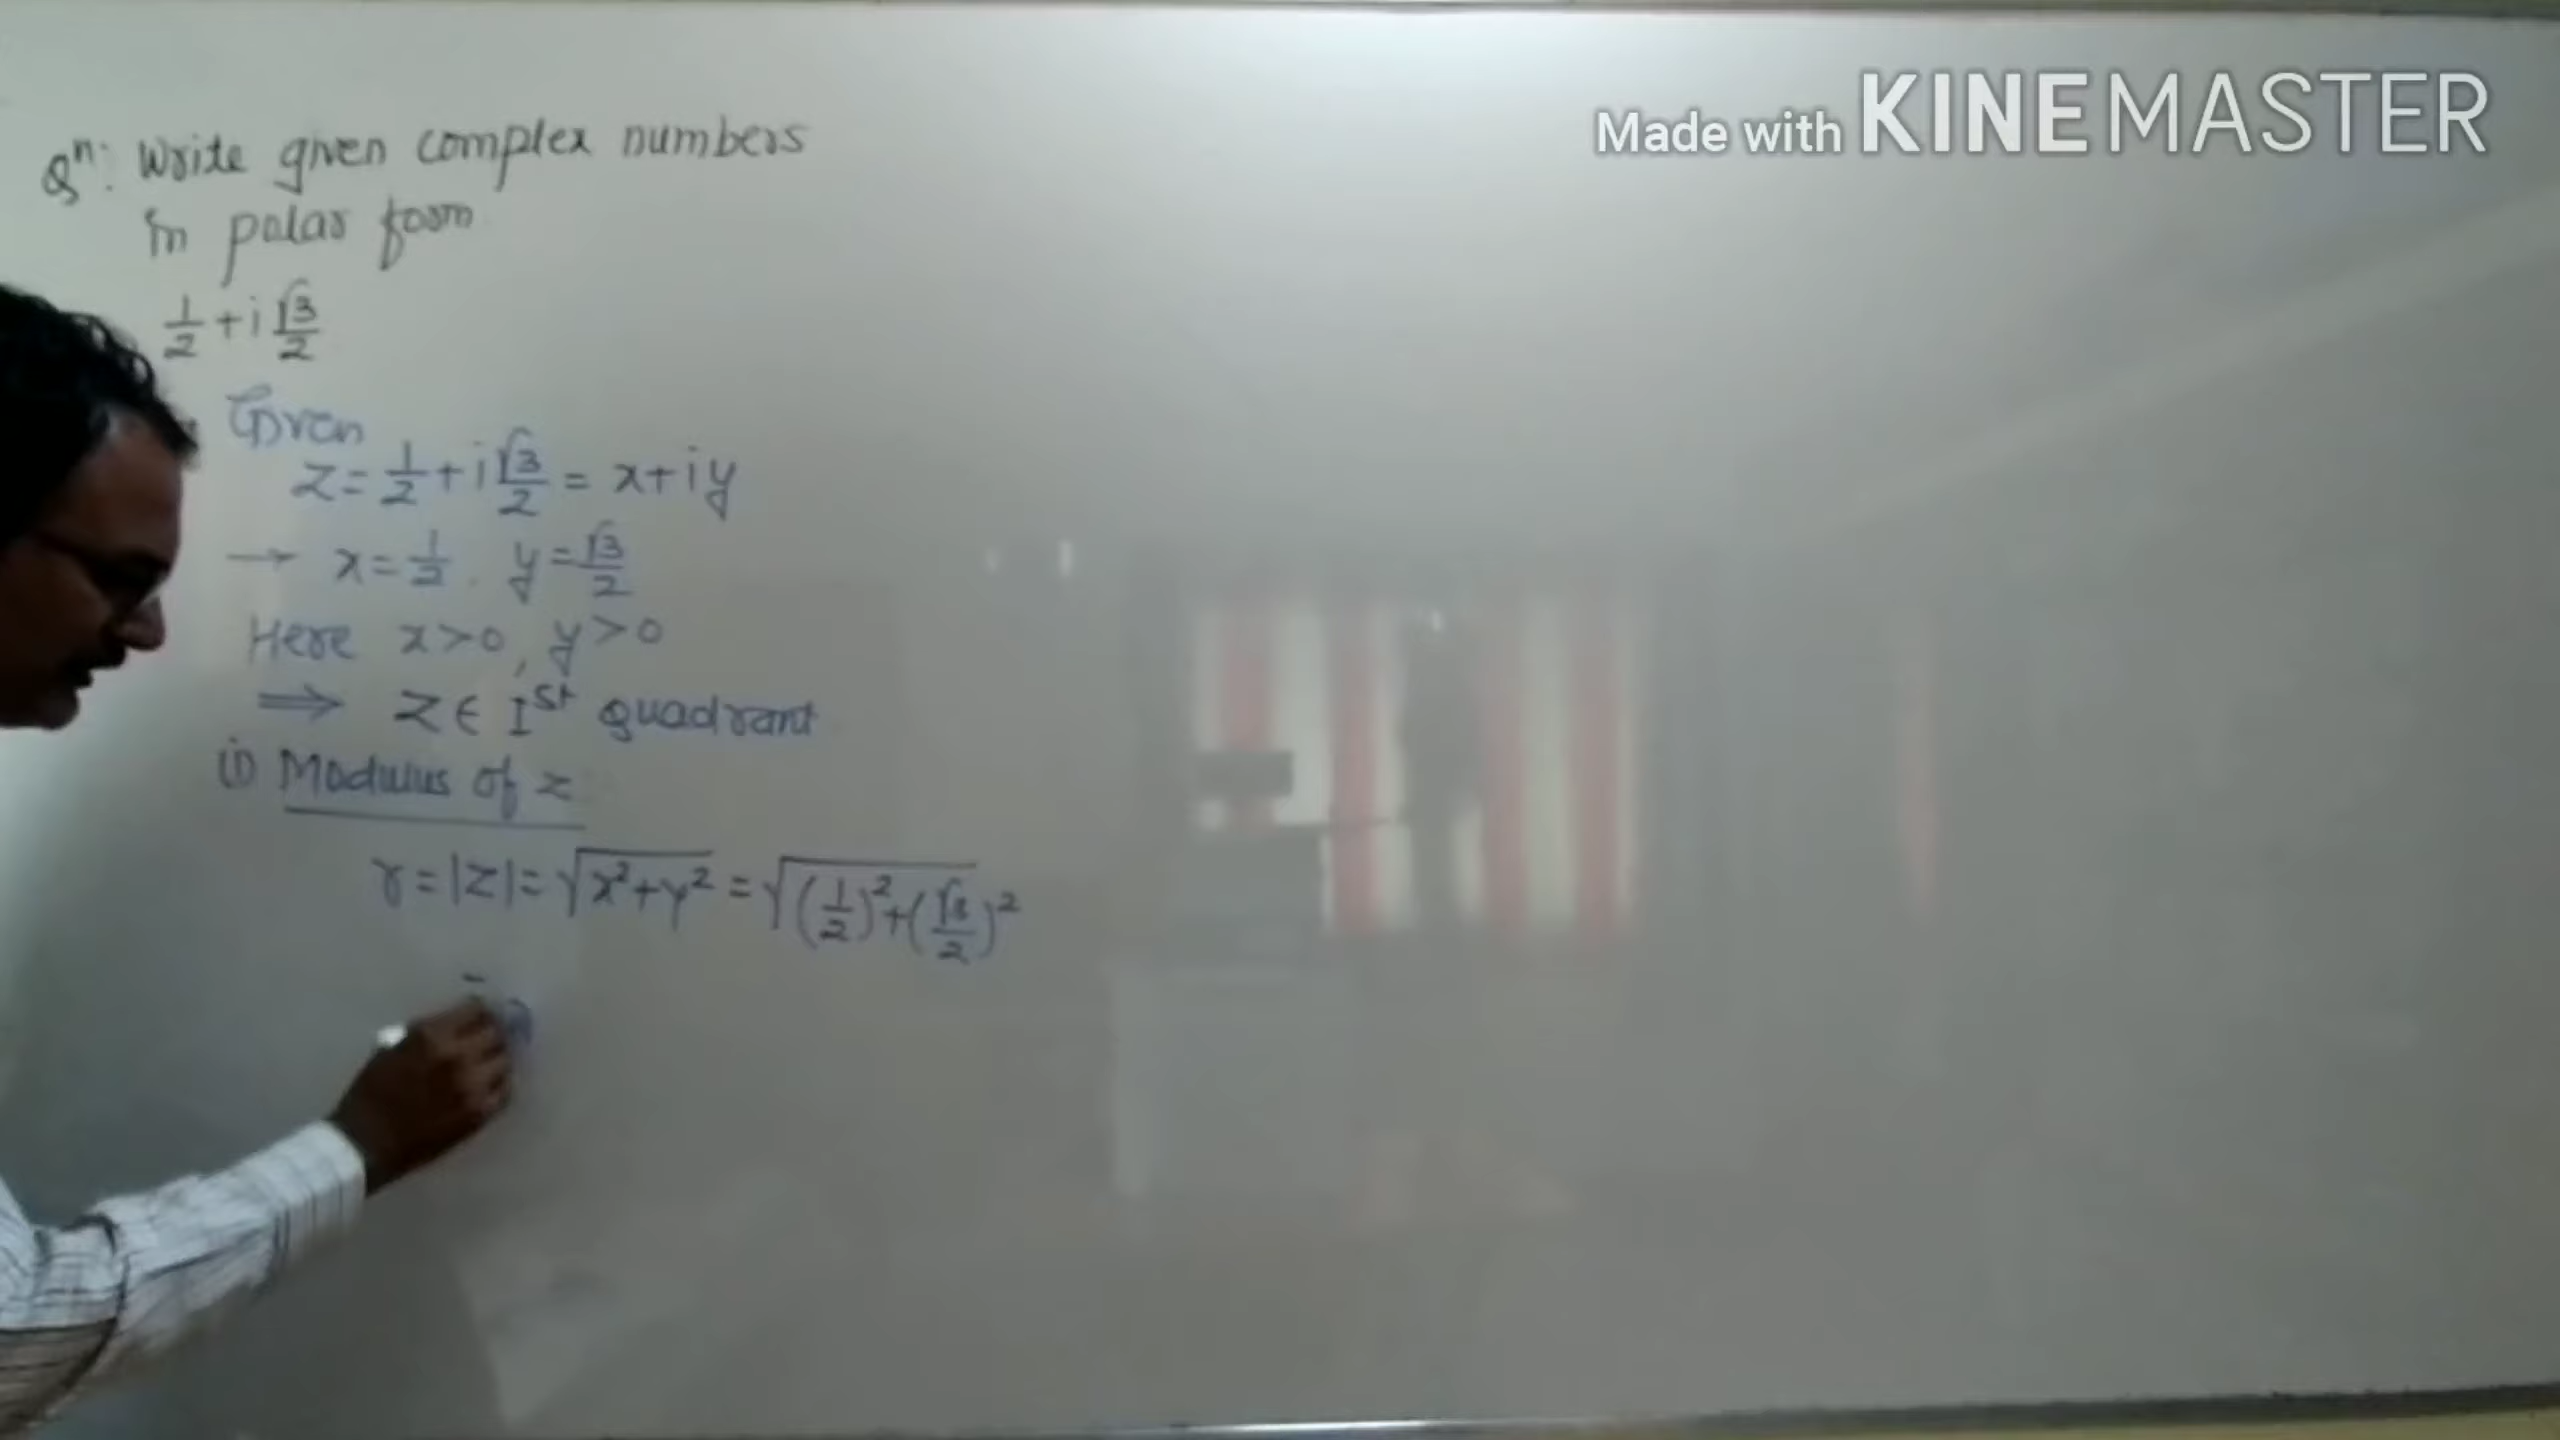 Made with KINEMASTER
Qⁿ: Write given complex numbers
in polar form
1/2 + i √3/2
Given
z = 1/2 + i √3/2 = x + iy
→ x = 1/2, y = √3/2
Here x > 0, y > 0
⟹ z ∈ Iˢᵗ quadrant
(i) Modulus of z
r = |z| = √(x² + y²) = √((1/2)² + (√3/2)²)
=